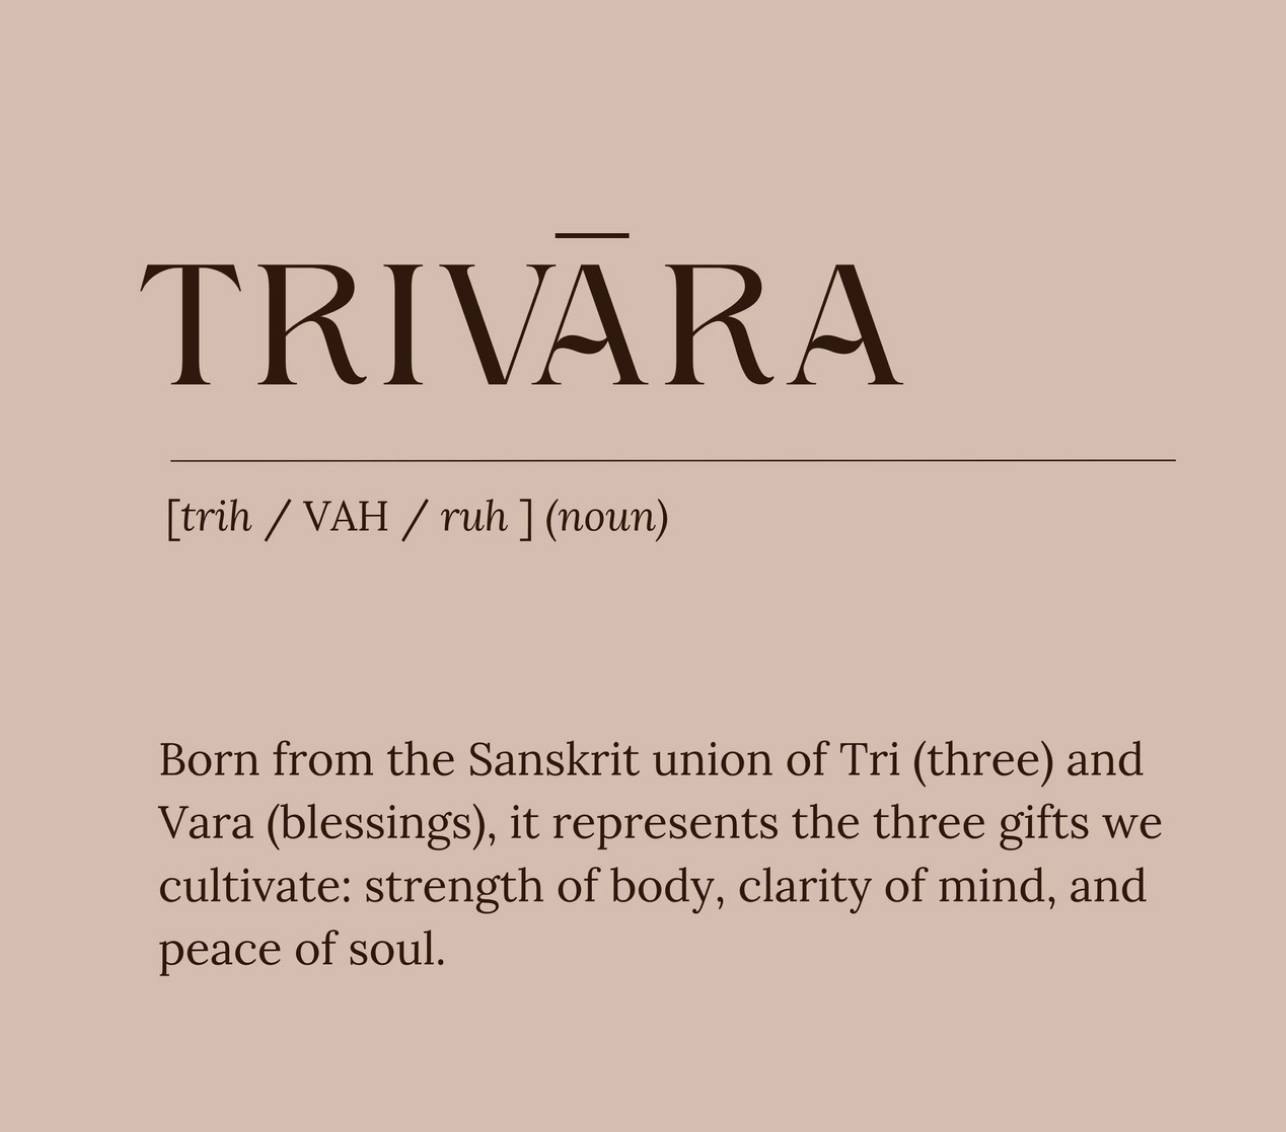 TRIVĀRA
[trih / VAH / ruh ] (noun)
Born from the Sanskrit union of Tri (three) and
Vara (blessings), it represents the three gifts we
cultivate: strength of body, clarity of mind, and
peace of soul.